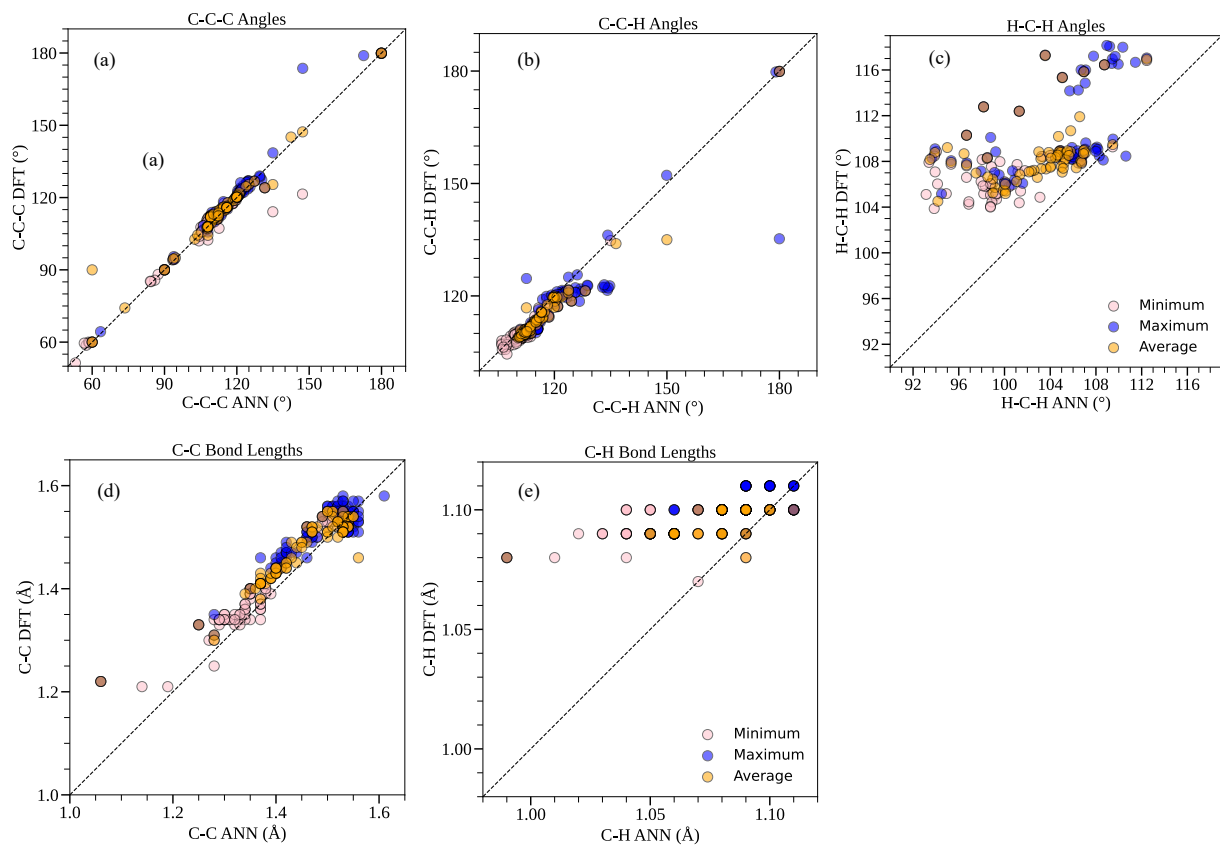 C-C-C Angles
(a)
(a)
C-C-C DFT (°)
180
150
120
90
60
60
90
120
150
180
C-C-C ANN (°)
C-C-H Angles
(b)
C-C-H DFT (°)
180
150
120
120
150
180
C-C-H ANN (°)
H-C-H Angles
(c)
H-C-H DFT (°)
116
112
108
104
100
96
92
92
96
100
104
108
112
116
H-C-H ANN (°)
Minimum
Maximum
Average
C-C Bond Lengths
(d)
C-C DFT (Å)
1.6
1.4
1.2
1.0
1.0
1.2
1.4
1.6
C-C ANN (Å)
C-H Bond Lengths
(e)
C-H DFT (Å)
1.10
1.05
1.00
1.00
1.05
1.10
C-H ANN (Å)
Minimum
Maximum
Average